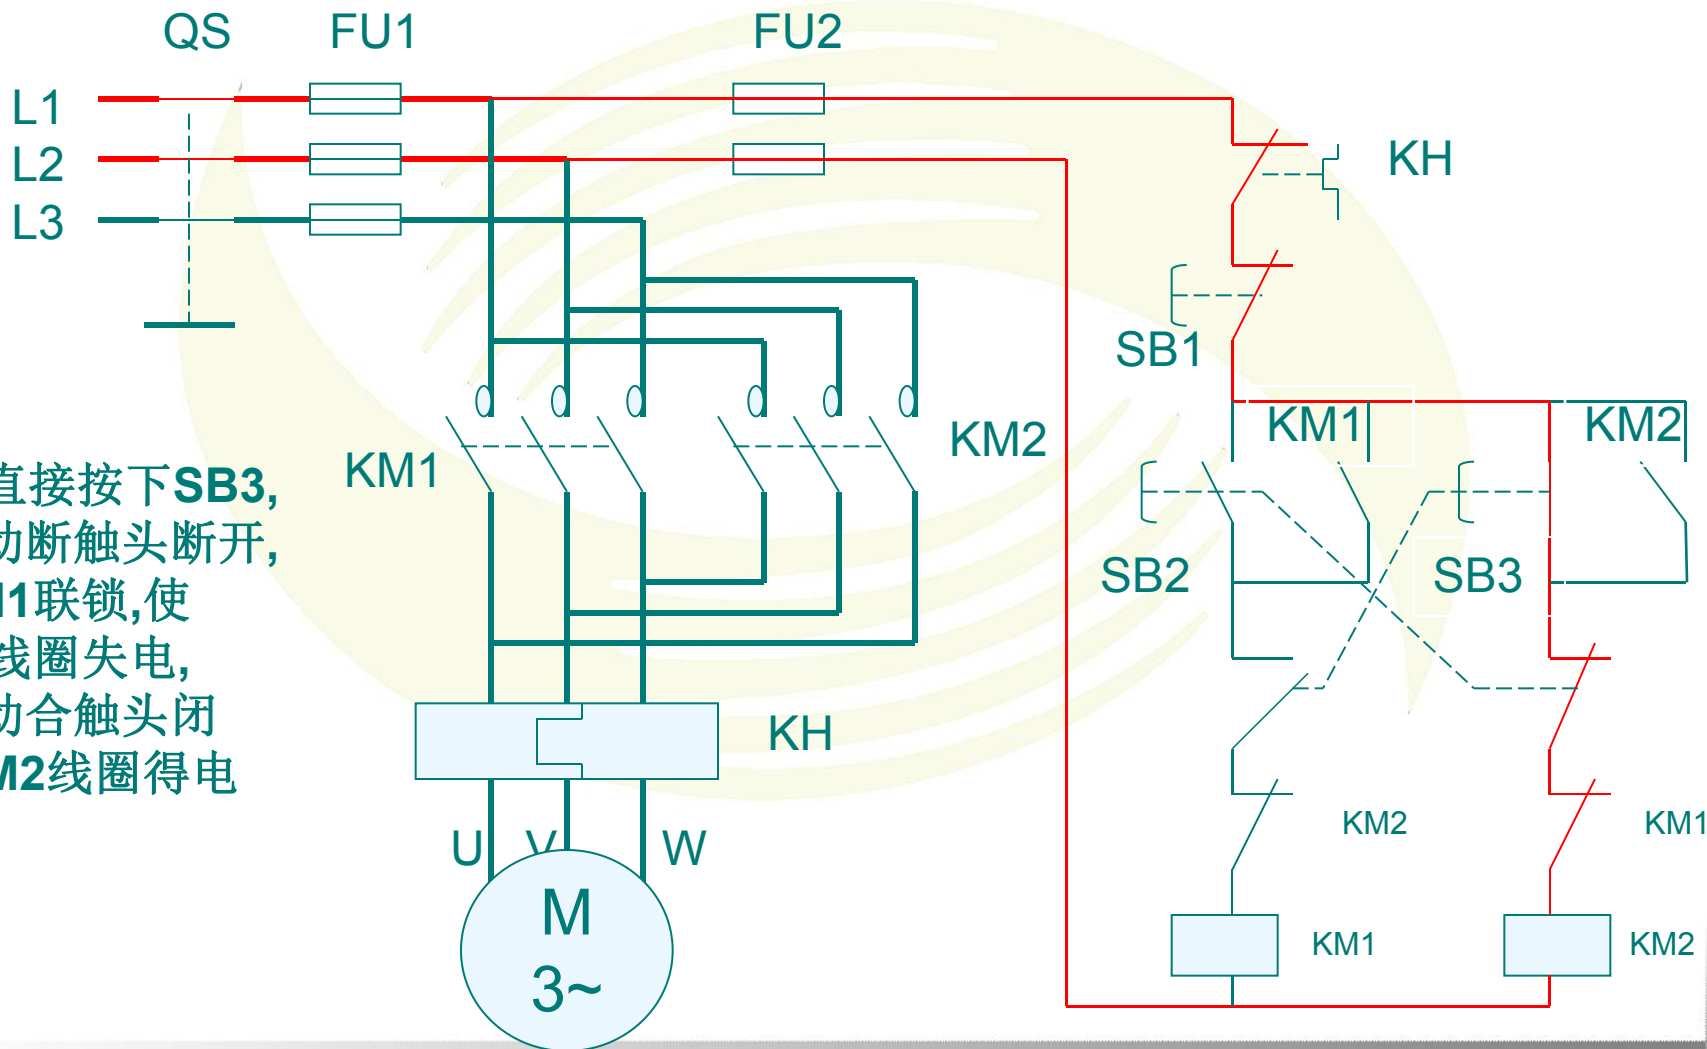 QS FU1 FU2
L1
L2
L3
KH
SB1
KM1 KM2
KM2
KM1
直接按下SB3,
动断触头断开,
11联锁,使
线圈失电,
动合触头闭
M2线圈得电
SB2 SB3
KH
U V W
KM2 KM1
M
3~
KM1 KM2